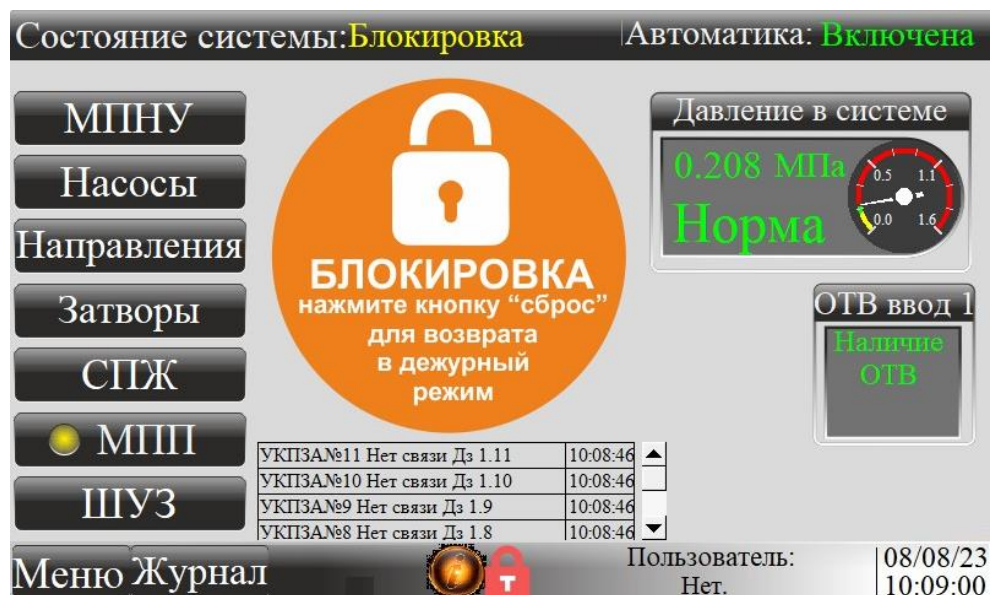 Состояние системы:Блокировка
Автоматика: Включена
МПНУ
Насосы
Направления
Затворы
СПЖ
МПП
ШУЗ
БЛОКИРОВКА
нажмите кнопку “сброс”
для возврата
в дежурный
режим
Давление в системе
0.208 МПа
Норма
0.5 1.1
0.0 1.6
ОТВ ввод 1
Наличие
ОТВ
УКПЗА№11 Нет связи Дз 1.11 10:08:46
УКПЗА№10 Нет связи Дз 1.10 10:08:46
УКПЗА№9 Нет связи Дз 1.9 10:08:46
УКПЗА№8 Нет связи Дз 1.8 10:08:46
Меню Журнал
i
Т
Пользователь:
Нет.
08/08/23
10:09:00